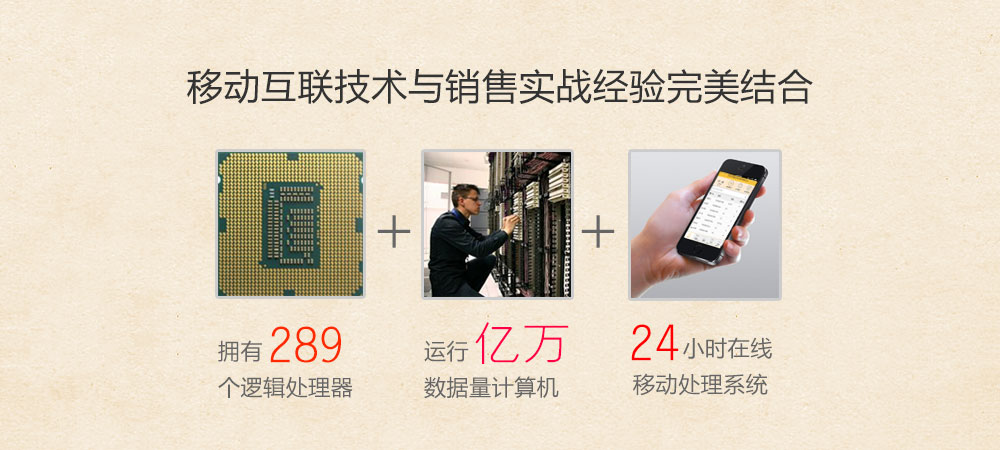 移动互联技术与销售实战经验完美结合
拥有 289
个逻辑处理器
运行 亿万
数据量计算机
24 小时在线
移动处理系统